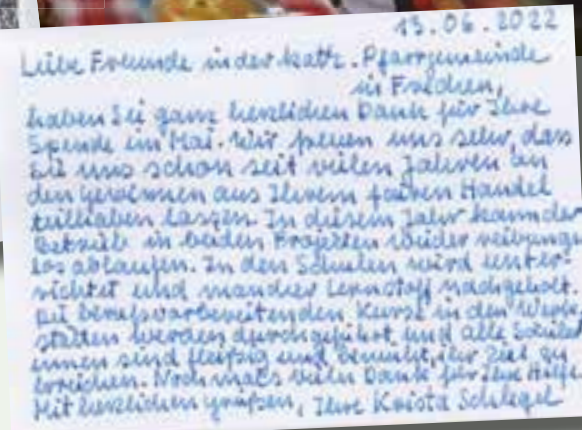 13.06.2022
Liebe Freunde in der kath. Pfarrgemeinde
in Frechen,
haben Sie ganz herzlichen Dank für Ihre
Spende im Mai. Wir freuen uns sehr, dass
Sie uns schon seit vielen Jahren an
den Gewinnen aus Ihrem fairen Handel
teilhaben lassen. In diesem Jahr kann der
Betrieb in beiden Projekten wieder reibungs
los ablaufen. In den Schulen wird unter-
richtet und mancher Lernstoff nachgeholt.
Die berufsvorbereitenden Kurse in den Werk
stätten werden durchgeführt und alle Schüler
innen sind fleißig und bemüht, ihr Ziel zu
erreichen. Nochmals vielen Dank für Ihre Hilfe.
Mit herzlichen Grüßen, Ihre Krista Schlegel